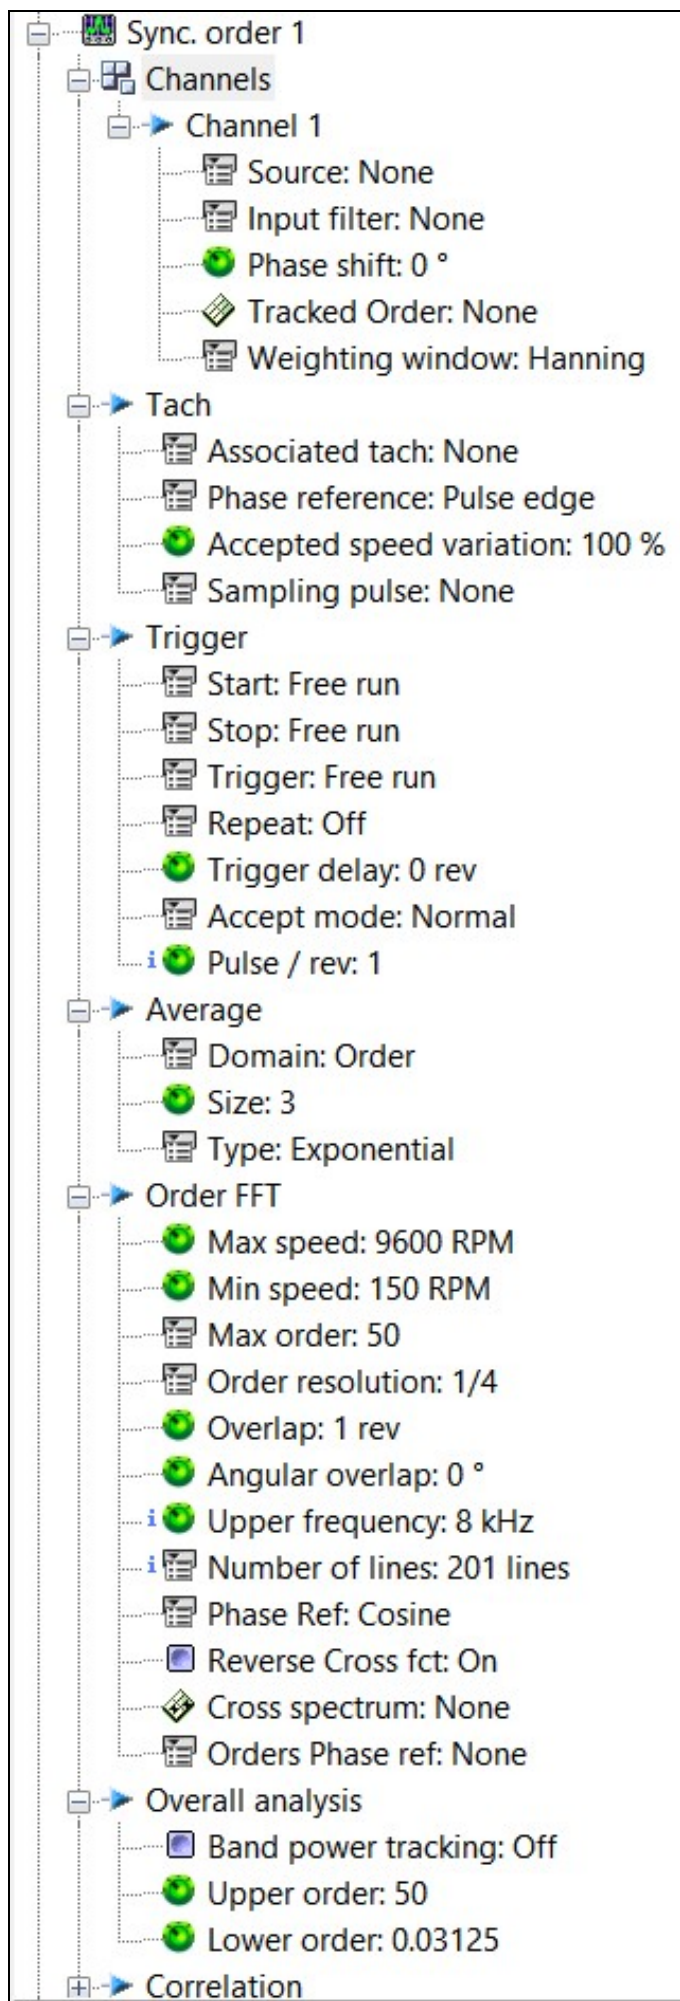 Sync. order 1
Channels
Channel 1
Source: None
Input filter: None
Phase shift: 0 °
Tracked Order: None
Weighting window: Hanning
Tach
Associated tach: None
Phase reference: Pulse edge
Accepted speed variation: 100 %
Sampling pulse: None
Trigger
Start: Free run
Stop: Free run
Trigger: Free run
Repeat: Off
Trigger delay: 0 rev
Accept mode: Normal
Pulse / rev: 1
Average
Domain: Order
Size: 3
Type: Exponential
Order FFT
Max speed: 9600 RPM
Min speed: 150 RPM
Max order: 50
Order resolution: 1/4
Overlap: 1 rev
Angular overlap: 0 °
Upper frequency: 8 kHz
Number of lines: 201 lines
Phase Ref: Cosine
Reverse Cross fct: On
Cross spectrum: None
Orders Phase ref: None
Overall analysis
Band power tracking: Off
Upper order: 50
Lower order: 0.03125
Correlation